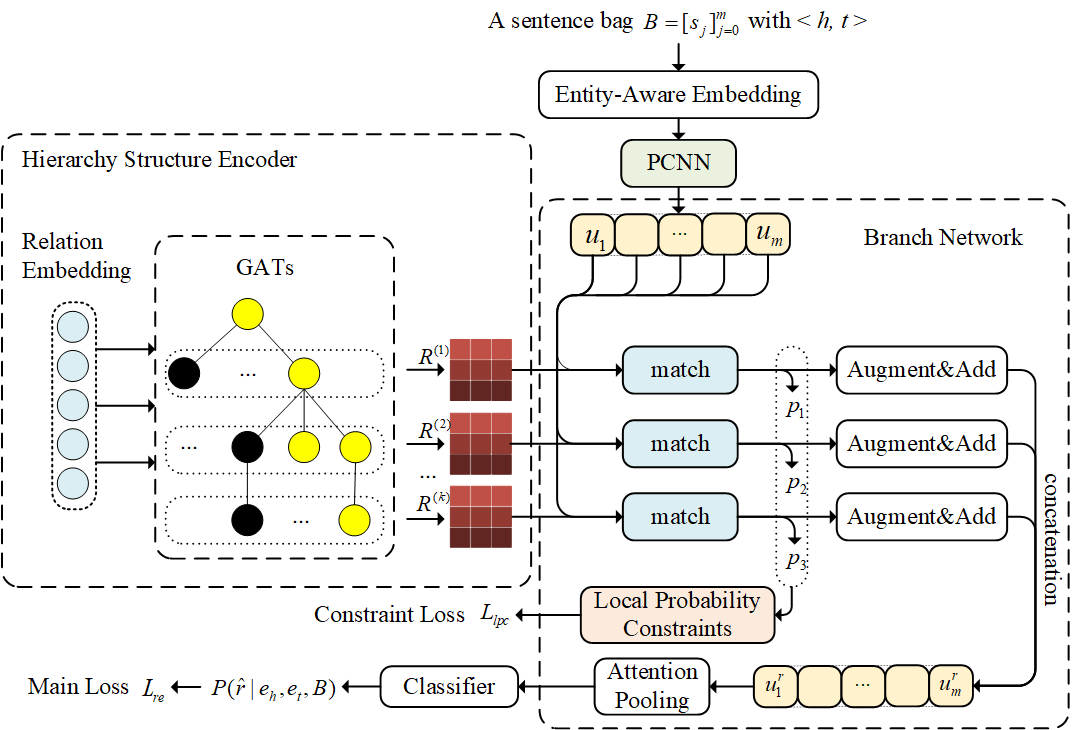 A sentence bag B = [s_j]_{j=0}^{m} with < h, t >
Entity-Aware Embedding
PCNN
Hierarchy Structure Encoder
Branch Network
u_1 ... u_m
Relation
Embedding
GATs
R^{(1)}
match
Augment&Add
...
p_1
R^{(2)}
match
Augment&Add
...
p_2
...
R^{(k)}
match
Augment&Add
...
p_3
concatenation
Local Probability
Constraints
Constraint Loss L_{lpc}
Main Loss L_{re}
P(r̂ | e_h, e_t, B)
Classifier
Attention
Pooling
u_1^r ... u_m^r